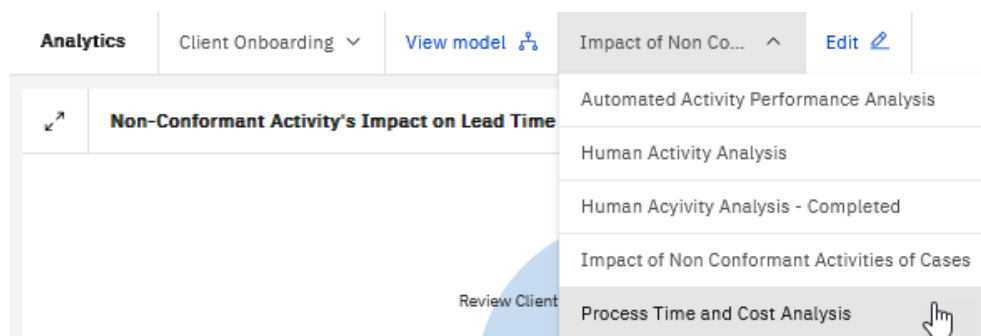 Analytics
Client Onboarding
View model
Impact of Non Co...
Edit
Non-Conformant Activity's Impact on Lead Time
Automated Activity Performance Analysis
Human Activity Analysis
Human Acyivity Analysis - Completed
Impact of Non Conformant Activities of Cases
Review Client
Process Time and Cost Analysis